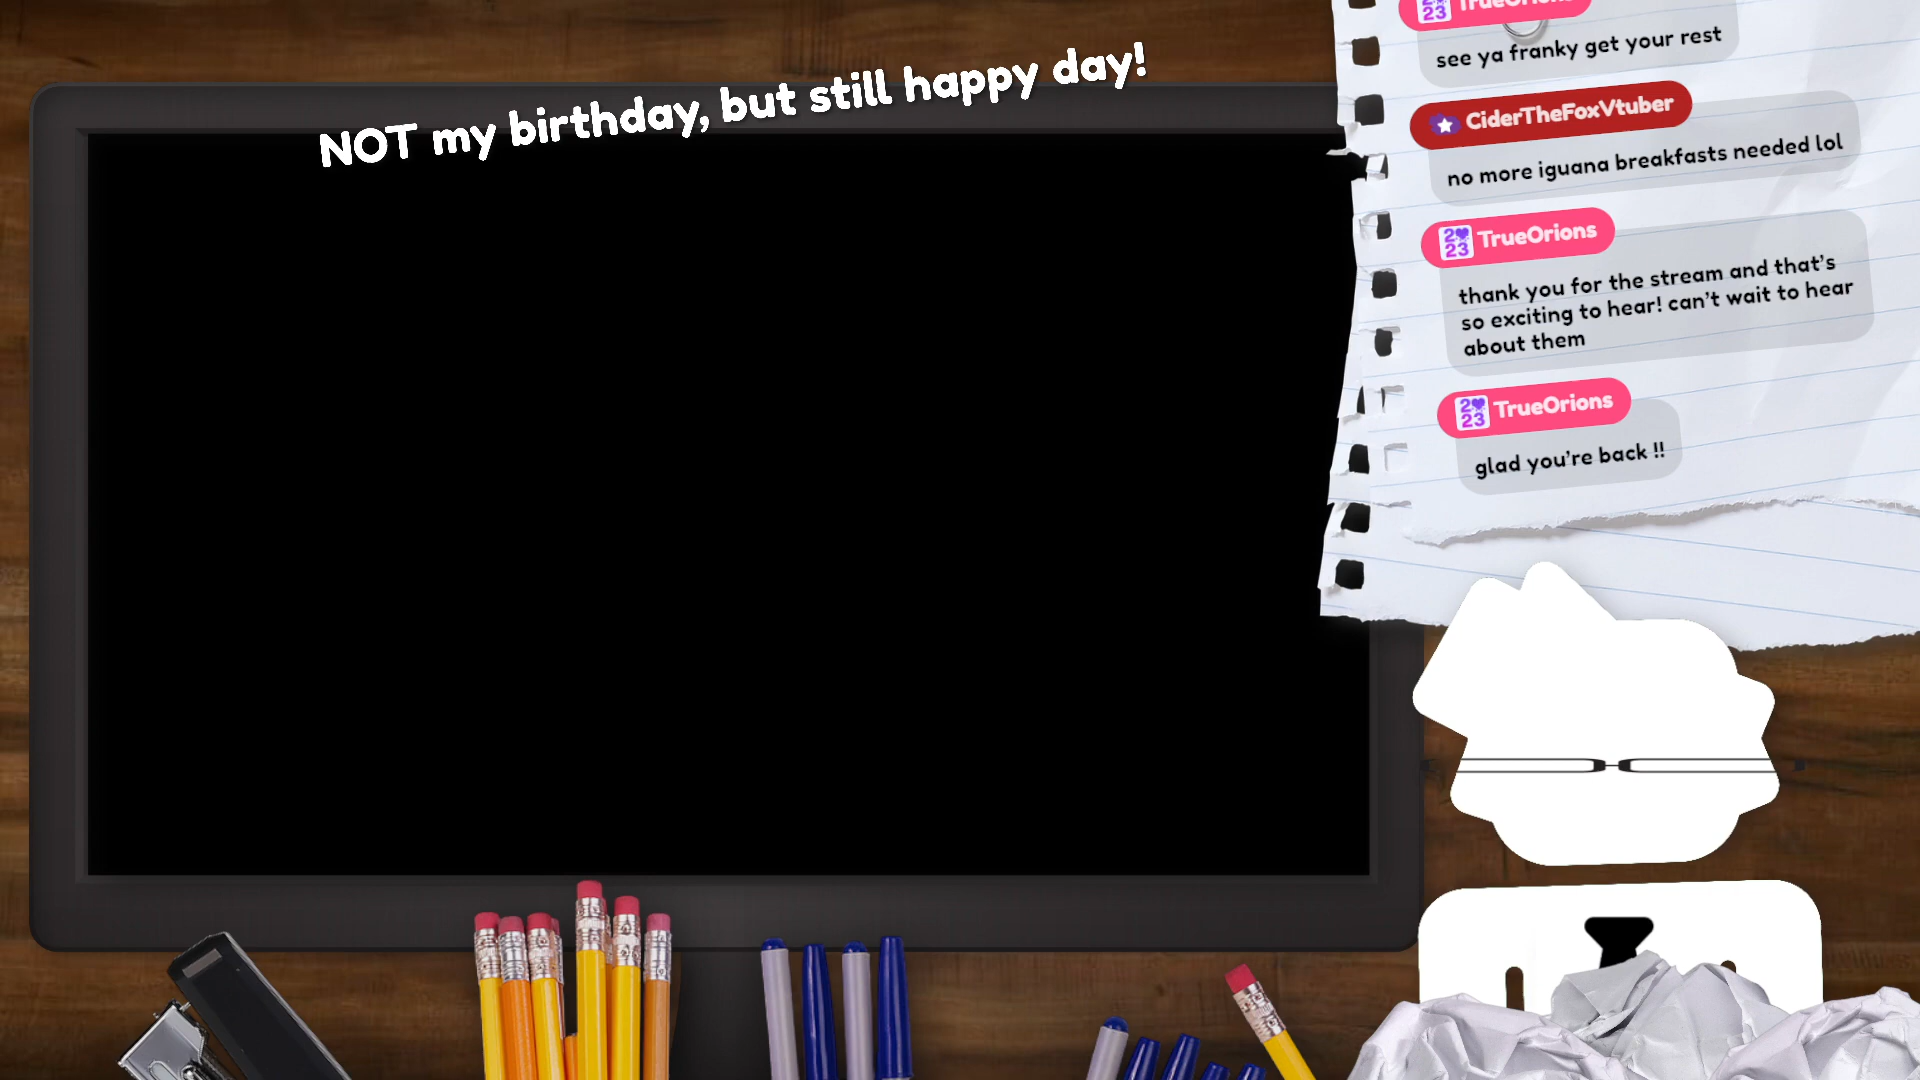 NOT my birthday, but still happy day!
TrueOrions
see ya franky get your rest
CiderTheFoxVtuber
no more iguana breakfasts needed lol
TrueOrions
thank you for the stream and that's
so exciting to hear! can't wait to hear
about them
TrueOrions
glad you're back !!